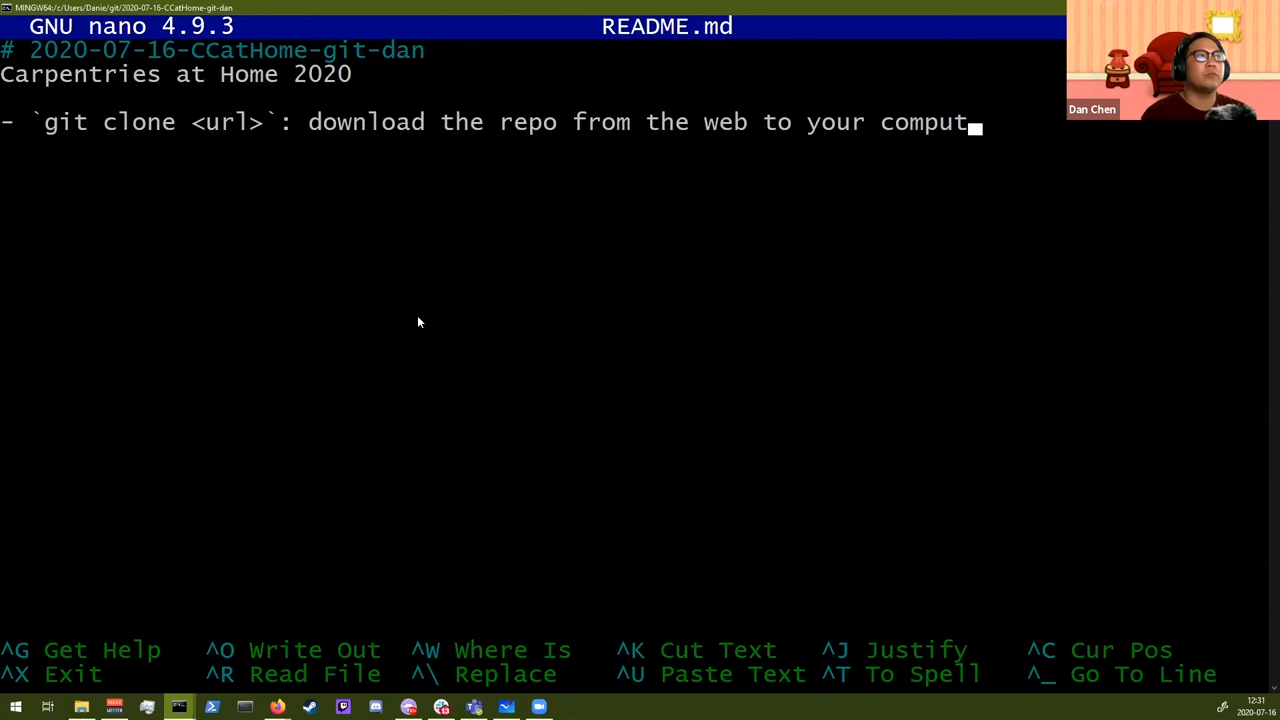 MINGW64:/c/Users/Danie/git/2020-07-16-CCatHome-git-dan
GNU nano 4.9.3 README.md
# 2020-07-16-CCatHome-git-dan
Carpentries at Home 2020
- `git clone <url>`: download the repo from the web to your comput
Dan Chen
^G Get Help ^O Write Out ^W Where Is ^K Cut Text ^J Justify ^C Cur Pos
^X Exit ^R Read File ^\ Replace ^U Paste Text ^T To Spell ^_ Go To Line
12:31
2020-07-16